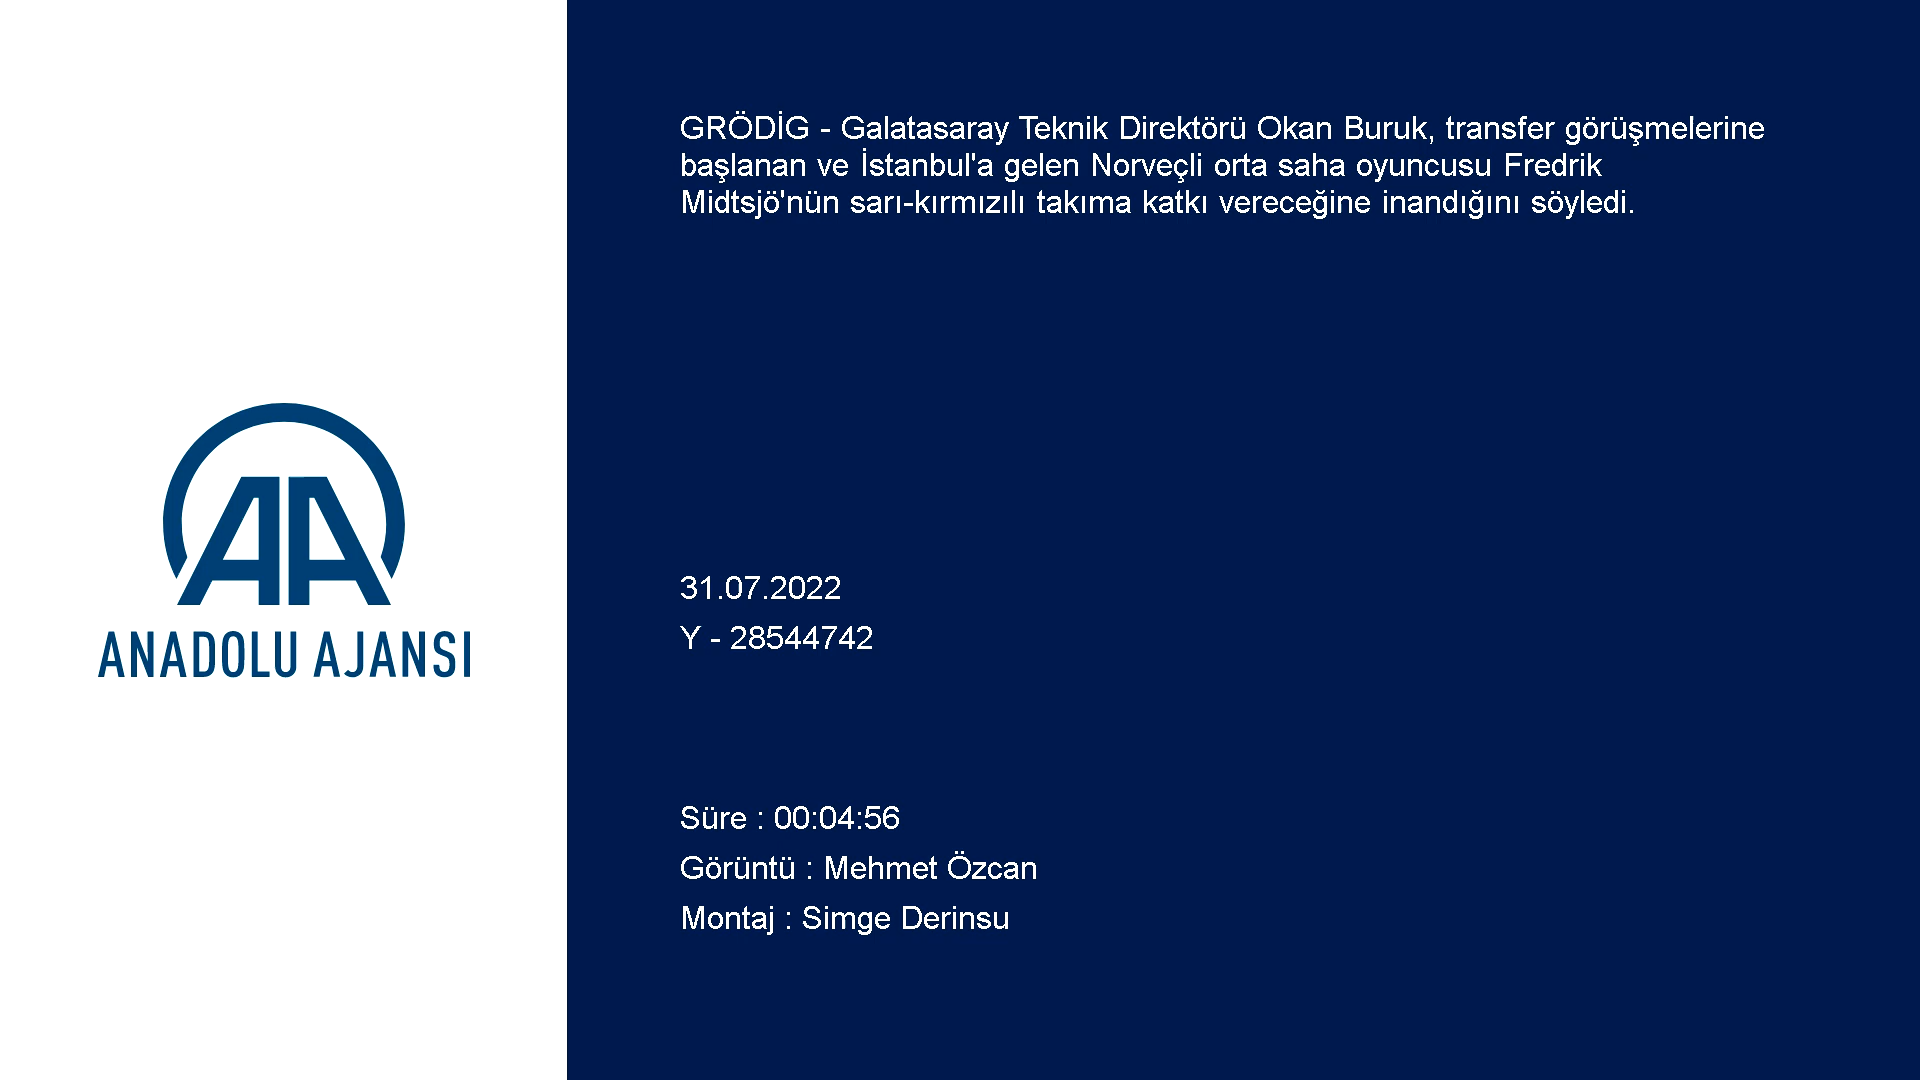 GRÖDİG - Galatasaray Teknik Direktörü Okan Buruk, transfer görüşmelerine
başlanan ve İstanbul'a gelen Norveçli orta saha oyuncusu Fredrik
Midtsjö'nün sarı-kırmızılı takıma katkı vereceğine inandığını söyledi.
AA
ANADOLU AJANSI
31.07.2022
Y - 28544742
Süre : 00:04:56
Görüntü : Mehmet Özcan
Montaj : Simge Derinsu